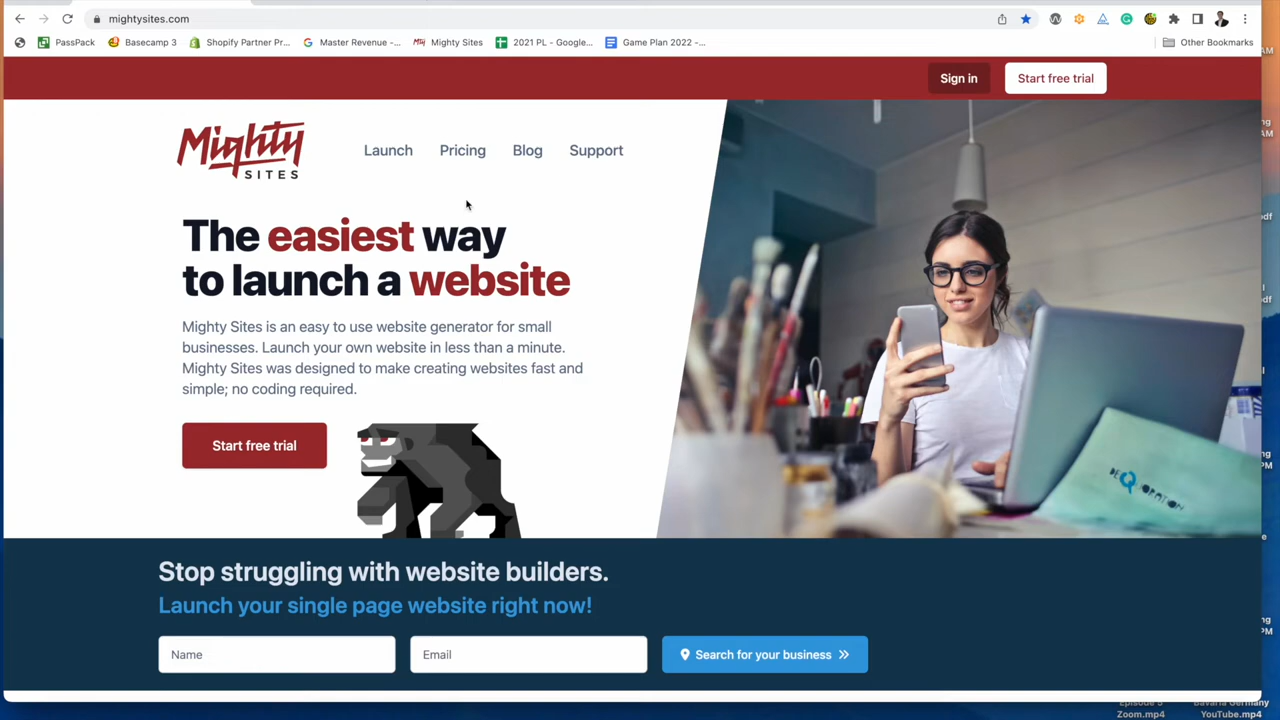 mightysites.com
PassPack
Basecamp 3
Shopify Partner Pr...
Master Revenue -...
Mighty Sites
2021 PL - Google...
Game Plan 2022 -...
Other Bookmarks
Sign in
Start free trial
Mighty
SITES
Launch
Pricing
Blog
Support
The easiest way
to launch a website
Mighty Sites is an easy to use website generator for small
businesses. Launch your own website in less than a minute.
Mighty Sites was designed to make creating websites fast and
simple; no coding required.
Start free trial
DEQUORATION
Stop struggling with website builders.
Launch your single page website right now!
Name
Email
Search for your business
Zoom.mp4
Bavaria Germany
YouTube.mp4